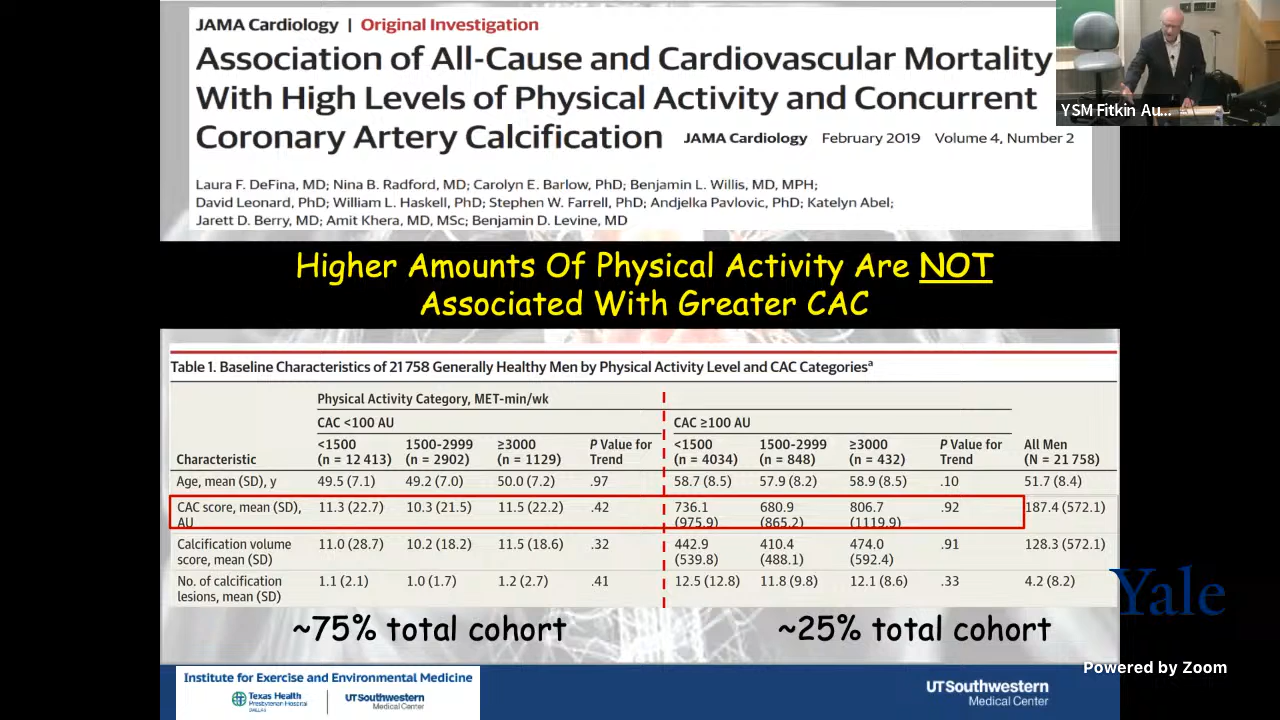 JAMA Cardiology | Original Investigation
Association of All-Cause and Cardiovascular Mortality
With High Levels of Physical Activity and Concurrent
Coronary Artery Calcification
JAMA Cardiology February 2019 Volume 4, Number 2
Laura F. DeFina, MD; Nina B. Radford, MD; Carolyn E. Barlow, PhD; Benjamin L. Willis, MD, MPH;
David Leonard, PhD; William L. Haskell, PhD; Stephen W. Farrell, PhD; Andjelka Pavlovic, PhD; Katelyn Abel;
Jarett D. Berry, MD; Amit Khera, MD, MSc; Benjamin D. Levine, MD
YSM Fitkin Au...
Higher Amounts Of Physical Activity Are NOT
Associated With Greater CAC
Table 1. Baseline Characteristics of 21 758 Generally Healthy Men by Physical Activity Level and CAC Categoriesa
Physical Activity Category, MET-min/wk
CAC <100 AU CAC ≥100 AU
<1500 1500-2999 ≥3000 P Value for <1500 1500-2999 ≥3000 P Value for All Men
Characteristic (n = 12 413) (n = 2902) (n = 1129) Trend (n = 4034) (n = 848) (n = 432) Trend (N = 21 758)
Age, mean (SD), y 49.5 (7.1) 49.2 (7.0) 50.0 (7.2) .97 58.7 (8.5) 57.9 (8.2) 58.9 (8.5) .10 51.7 (8.4)
CAC score, mean (SD), 11.3 (22.7) 10.3 (21.5) 11.5 (22.2) .42 736.1 680.9 806.7 .92 187.4 (572.1)
AU (975.9) (865.2) (1119.9)
Calcification volume 11.0 (28.7) 10.2 (18.2) 11.5 (18.6) .32 442.9 410.4 474.0 .91 128.3 (572.1)
score, mean (SD) (539.8) (488.1) (592.4)
No. of calcification 1.1 (2.1) 1.0 (1.7) 1.2 (2.7) .41 12.5 (12.8) 11.8 (9.8) 12.1 (8.6) .33 4.2 (8.2)
lesions, mean (SD)
~75% total cohort ~25% total cohort
Yale
Powered by Zoom
Institute for Exercise and Environmental Medicine
Texas Health
Presbyterian Hospital
DALLAS
UTSouthwestern
Medical Center
UTSouthwestern
Medical Center